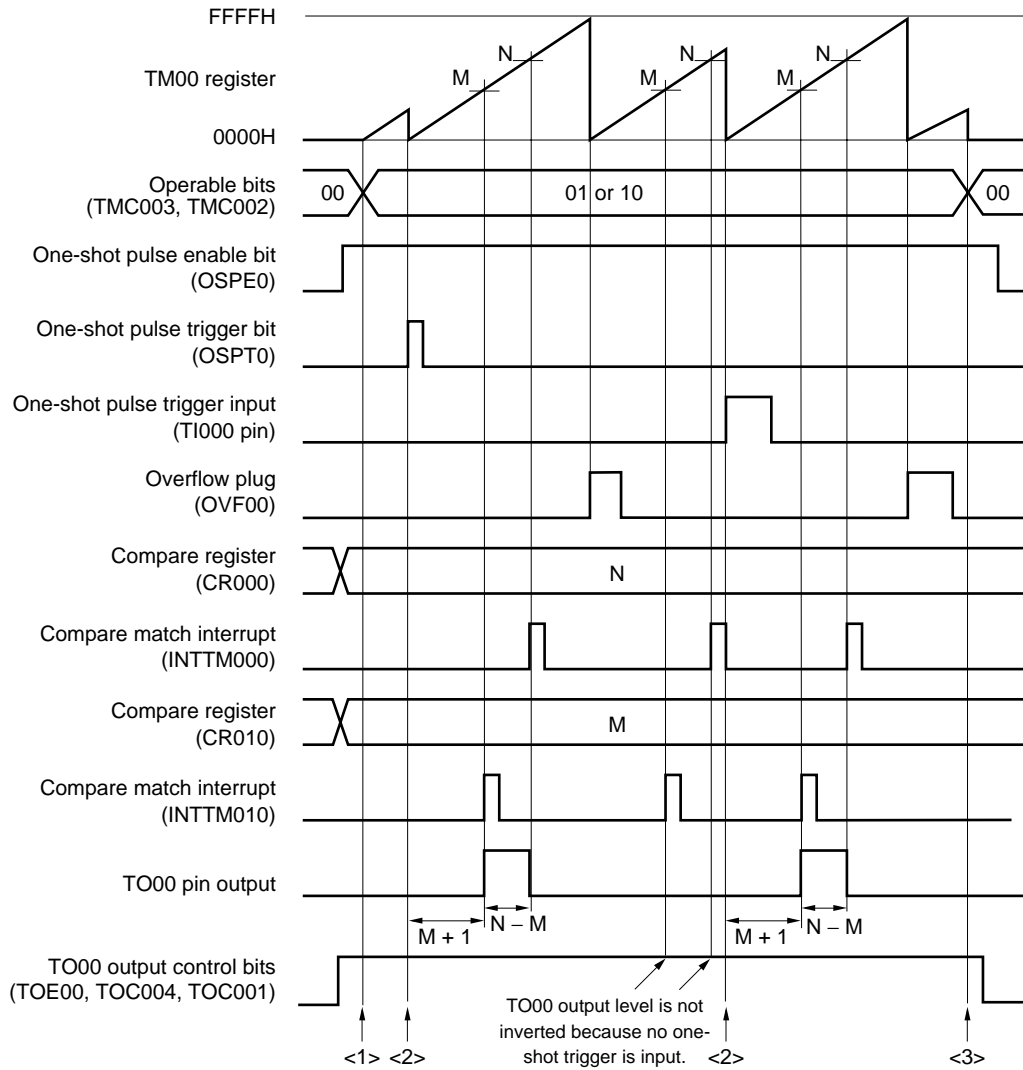 FFFFH
TM00 register
N
M
N
M
N
M
0000H
Operable bits
(TMC003, TMC002)
00
01 or 10
00
One-shot pulse enable bit
(OSPE0)
One-shot pulse trigger bit
(OSPT0)
One-shot pulse trigger input
(TI000 pin)
Overflow plug
(OVF00)
Compare register
(CR000)
N
Compare match interrupt
(INTTM000)
Compare register
(CR010)
M
Compare match interrupt
(INTTM010)
TO00 pin output
M + 1
N – M
M + 1
N – M
TO00 output control bits
(TOE00, TOC004, TOC001)
TO00 output level is not
inverted because no one-
shot trigger is input.
<1> <2> <2> <3>